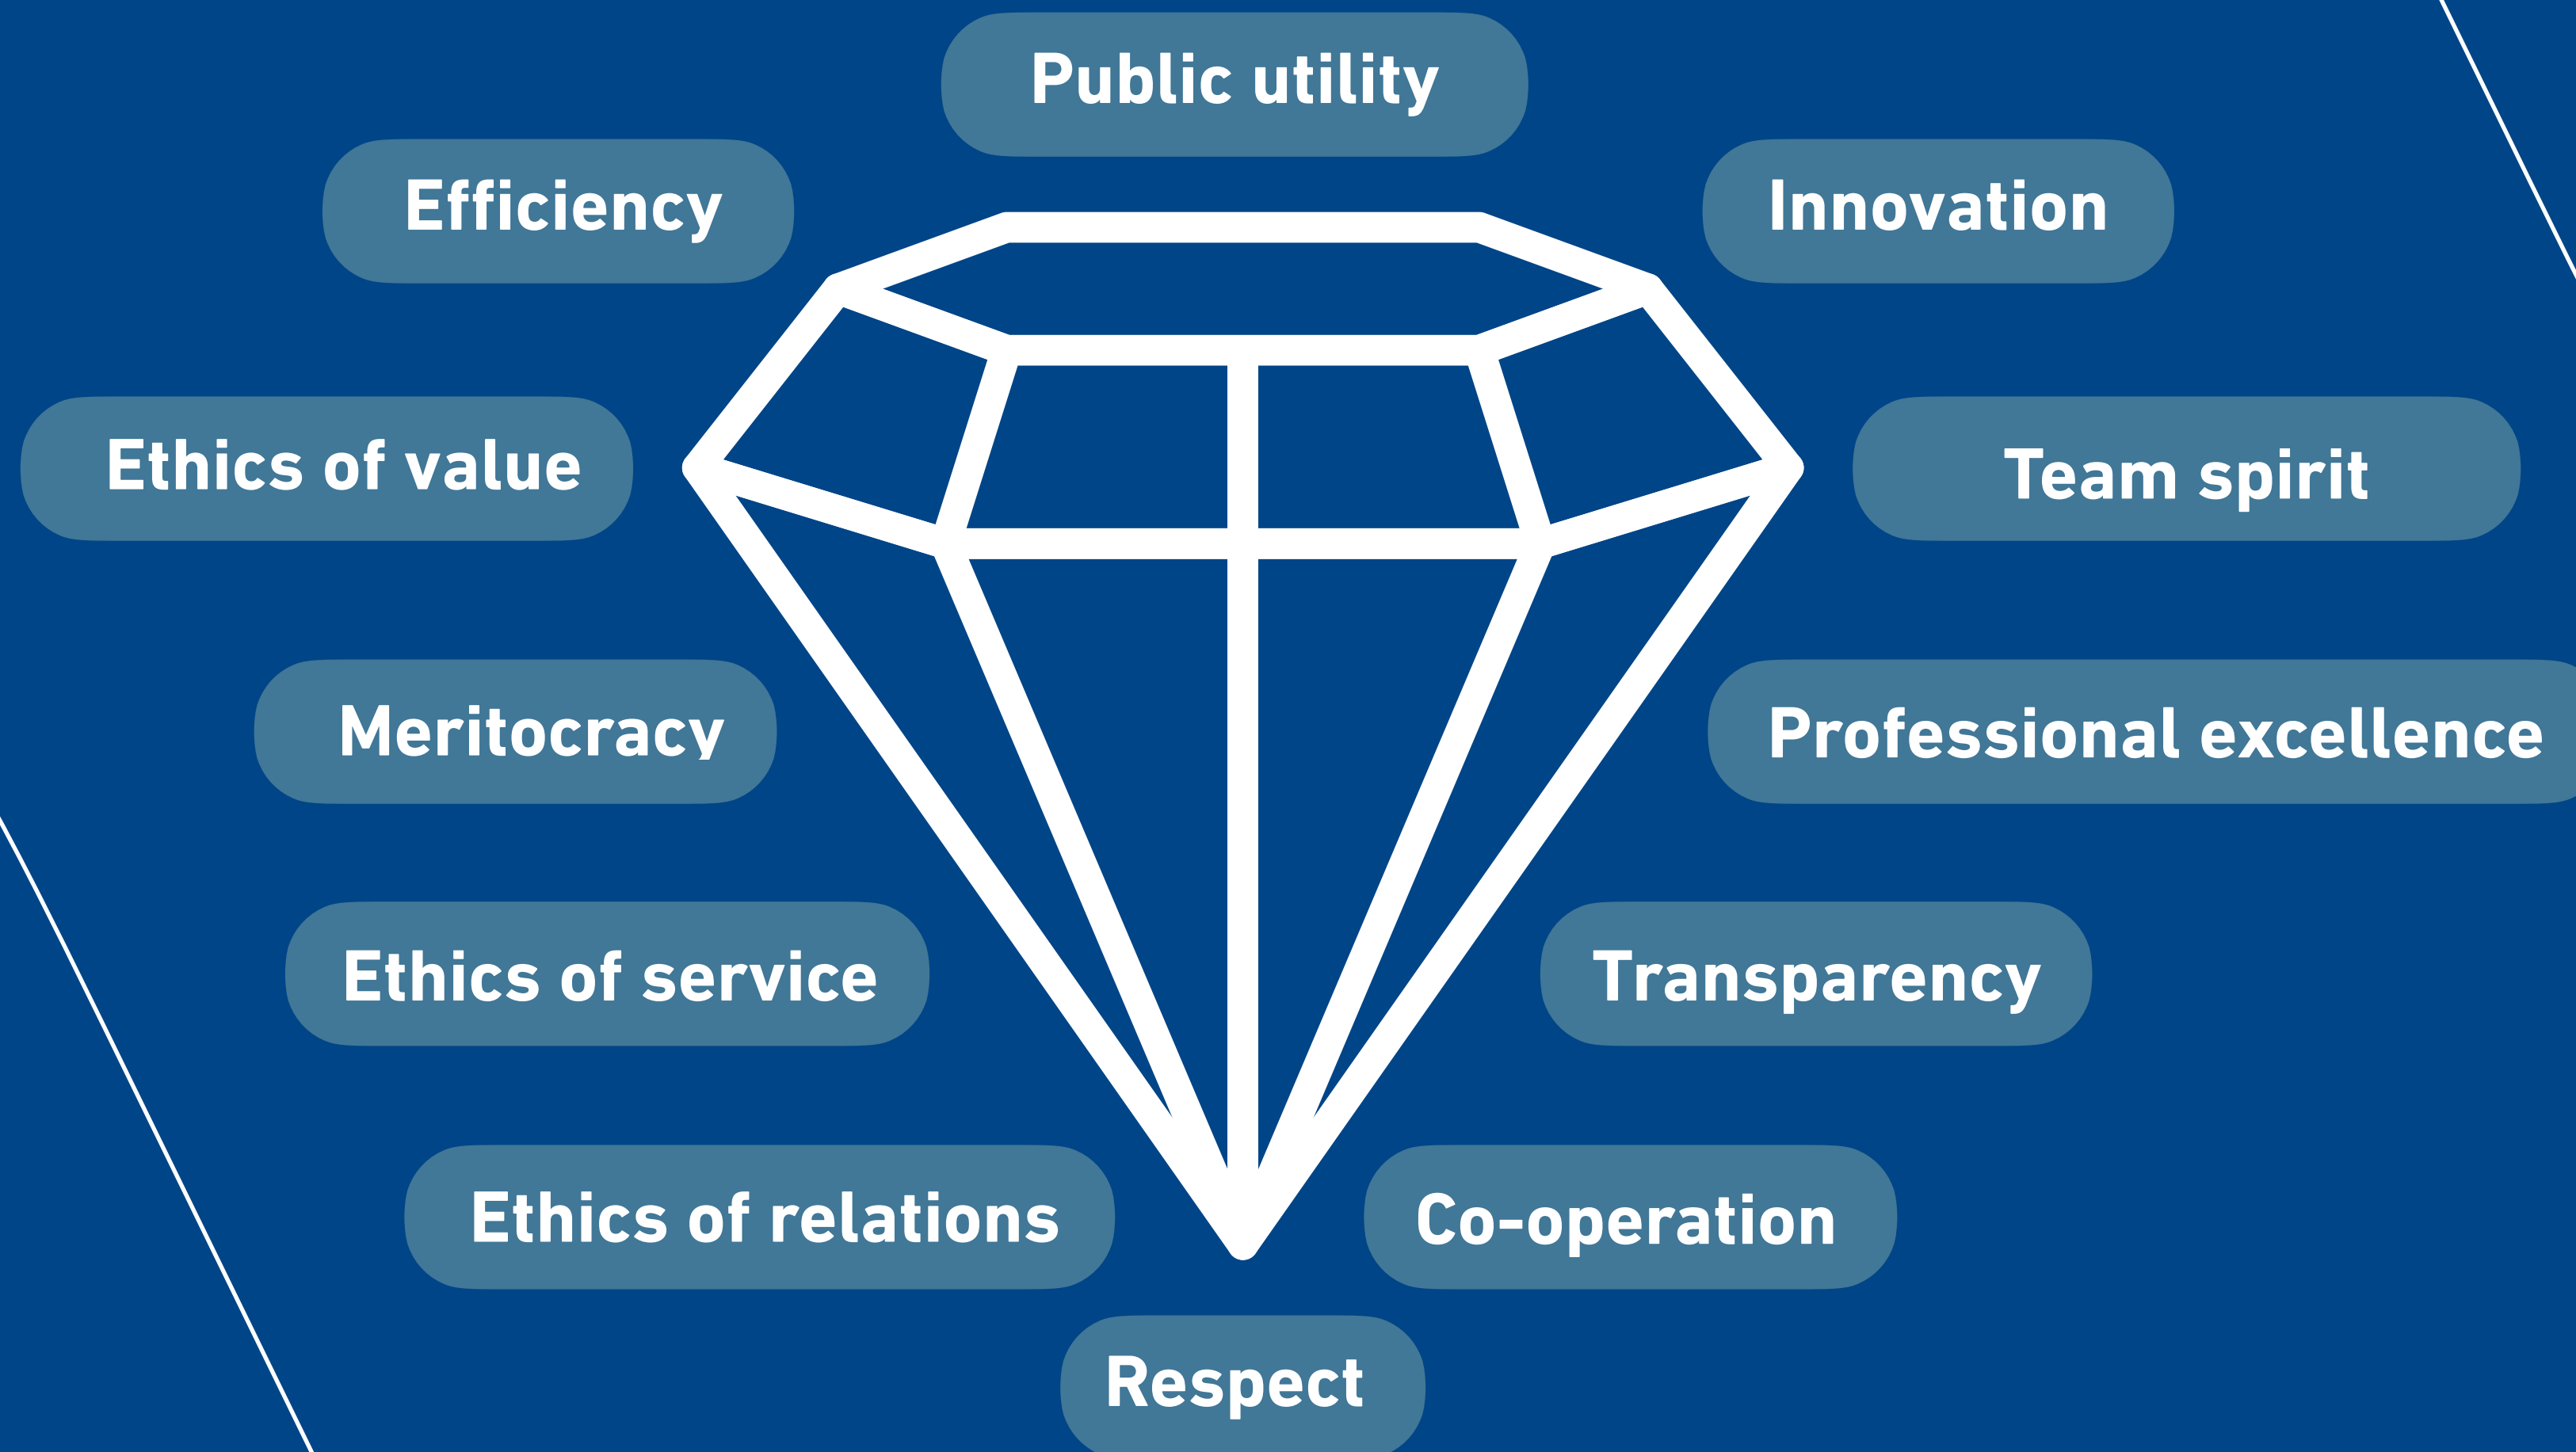 Public utility
Efficiency
Innovation
Ethics of value
Team spirit
Meritocracy
Professional excellence
Ethics of service
Transparency
Ethics of relations
Co-operation
Respect